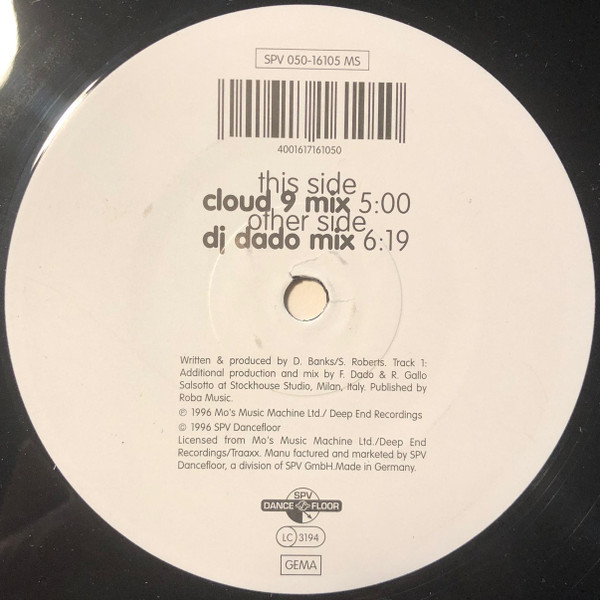 SPV 050-16105 MS
4001617161050
this side
cloud 9 mix 5:00
other side
dj dado mix 6:19
Written & produced by D. Banks/S. Roberts. Track 1:
Additional production and mix by F. Dado & R. Gallo
Salsotto at Stockhouse Studio, Milan, Italy. Published by
Roba Music.
℗ 1996 Mo's Music Machine Ltd./ Deep End Recordings
© 1996 SPV Dancefloor
Licensed from Mo's Music Machine Ltd./Deep End
Recordings/Traaxx. Manu factured and marketed by SPV
Dancefloor, a division of SPV GmbH.Made in Germany.
SPV
DANCE FLOOR
LC 3194
GEMA